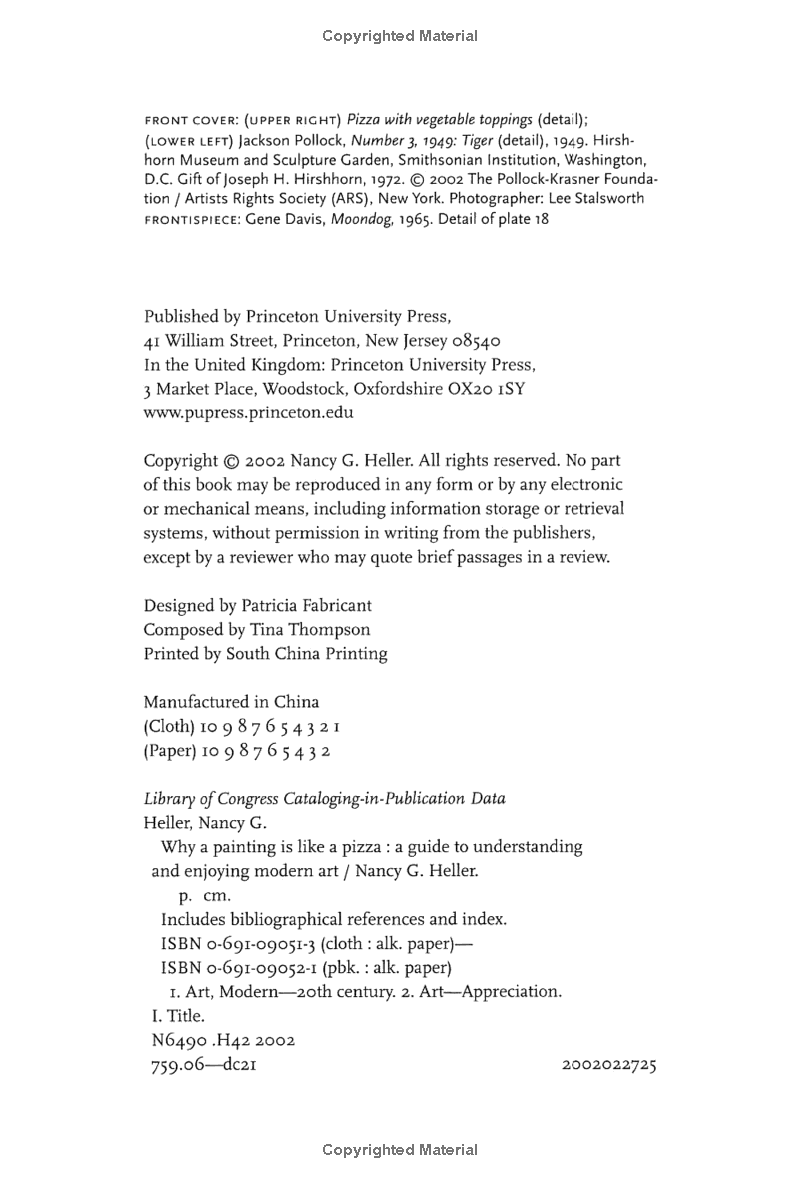 Copyrighted Material
FRONT COVER: (UPPER RIGHT) Pizza with vegetable toppings (detail);
(LOWER LEFT) Jackson Pollock, Number 3, 1949: Tiger (detail), 1949. Hirsh-
horn Museum and Sculpture Garden, Smithsonian Institution, Washington,
D.C. Gift of Joseph H. Hirshhorn, 1972. © 2002 The Pollock-Krasner Founda-
tion / Artists Rights Society (ARS), New York. Photographer: Lee Stalsworth
FRONTISPIECE: Gene Davis, Moondog, 1965. Detail of plate 18
Published by Princeton University Press,
41 William Street, Princeton, New Jersey 08540
In the United Kingdom: Princeton University Press,
3 Market Place, Woodstock, Oxfordshire OX20 1SY
www.pupress.princeton.edu
Copyright © 2002 Nancy G. Heller. All rights reserved. No part
of this book may be reproduced in any form or by any electronic
or mechanical means, including information storage or retrieval
systems, without permission in writing from the publishers,
except by a reviewer who may quote brief passages in a review.
Designed by Patricia Fabricant
Composed by Tina Thompson
Printed by South China Printing
Manufactured in China
(Cloth) 10 9 8 7 6 5 4 3 2 1
(Paper) 10 9 8 7 6 5 4 3 2
Library of Congress Cataloging-in-Publication Data
Heller, Nancy G.
Why a painting is like a pizza : a guide to understanding
and enjoying modern art / Nancy G. Heller.
p. cm.
Includes bibliographical references and index.
ISBN 0-691-09051-3 (cloth : alk. paper)—
ISBN 0-691-09052-1 (pbk. : alk. paper)
1. Art, Modern—20th century. 2. Art—Appreciation.
I. Title.
N6490 .H42 2002
759.06—dc21 2002022725
Copyrighted Material